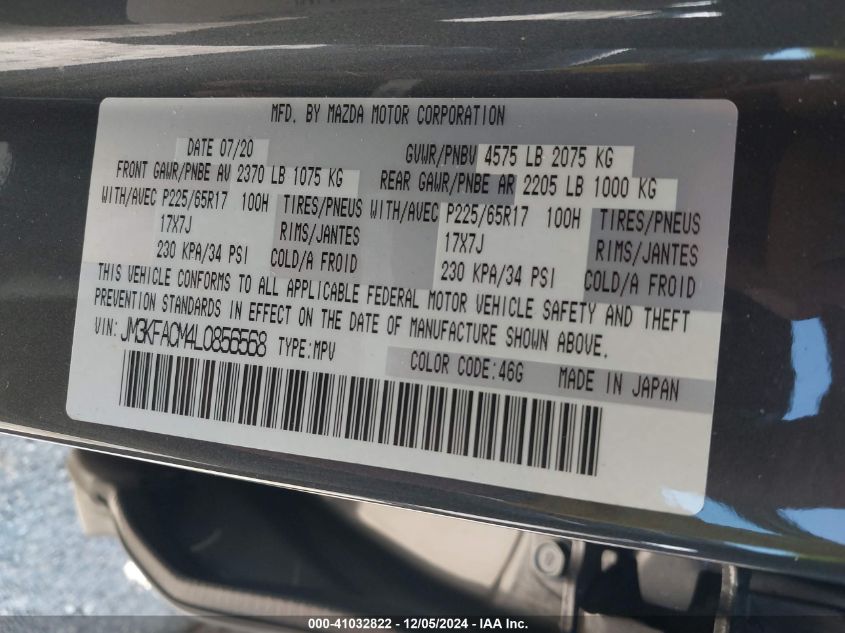 MFD. BY MAZDA MOTOR CORPORATION
DATE 07/20 GVWR/PNBV 4575 LB 2075 KG
FRONT GAWR/PNBE AV 2370 LB 1075 KG REAR GAWR/PNBE AR 2205 LB 1000 KG
WITH/AVEC P225/65R17 100H TIRES/PNEUS WITH/AVEC P225/65R17 100H TIRES/PNEUS
17X7J RIMS/JANTES 17X7J RIMS/JANTES
230 KPA/34 PSI COLD/A FROID 230 KPA/34 PSI COLD/A FROID
THIS VEHICLE CONFORMS TO ALL APPLICABLE FEDERAL MOTOR VEHICLE SAFETY AND THEFT
PREVENTION STANDARDS IN EFFECT ON THE DATE OF MANUFACTURE SHOWN ABOVE.
VIN: JM3KFACM4L0856568 TYPE:MPV
COLOR CODE:46G MADE IN JAPAN
000-41032822 - 12/05/2024 - IAA Inc.